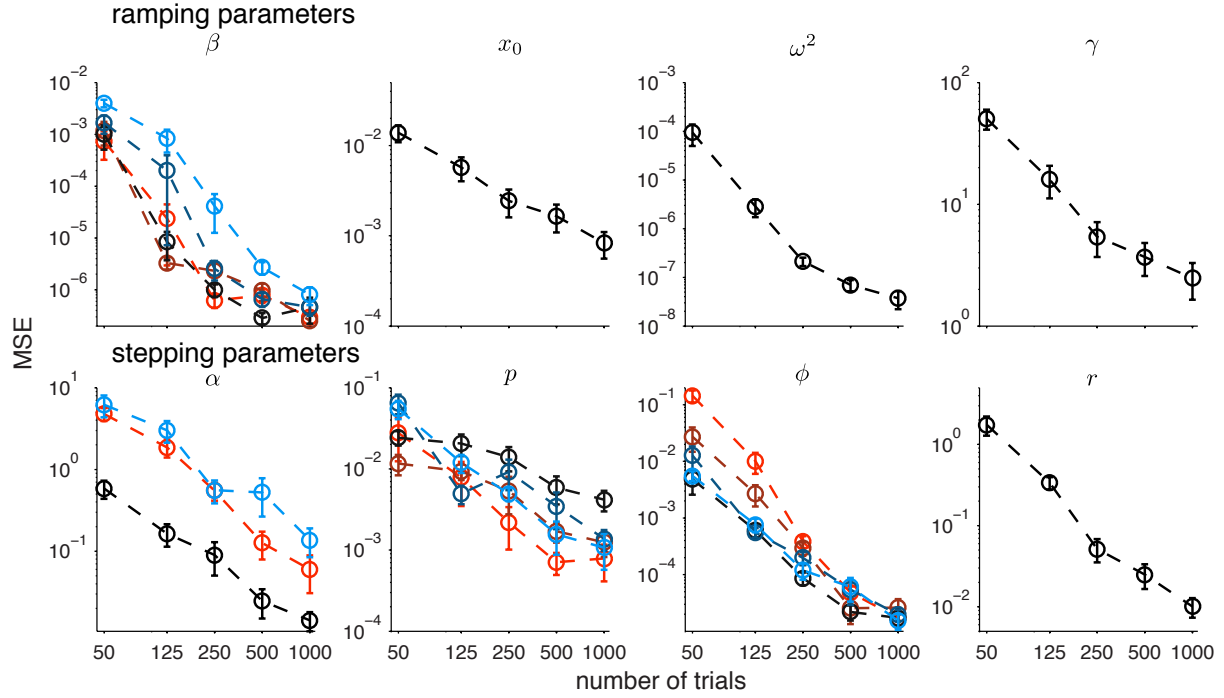 ramping parameters
β x₀ ω² γ
10⁻² 10⁻³ 10⁻⁴ 10⁻⁵ 10⁻⁶
10⁻² 10⁻³ 10⁻⁴
10⁻³ 10⁻⁴ 10⁻⁵ 10⁻⁶ 10⁻⁷ 10⁻⁸
10² 10¹ 10⁰
MSE
stepping parameters
α p φ r
10¹ 10⁰ 10⁻¹
10⁻¹ 10⁻² 10⁻³ 10⁻⁴
10⁻¹ 10⁻² 10⁻³ 10⁻⁴
10⁰ 10⁻¹ 10⁻²
50 125 250 500 1000 50 125 250 500 1000 50 125 250 500 1000 50 125 250 500 1000
number of trials